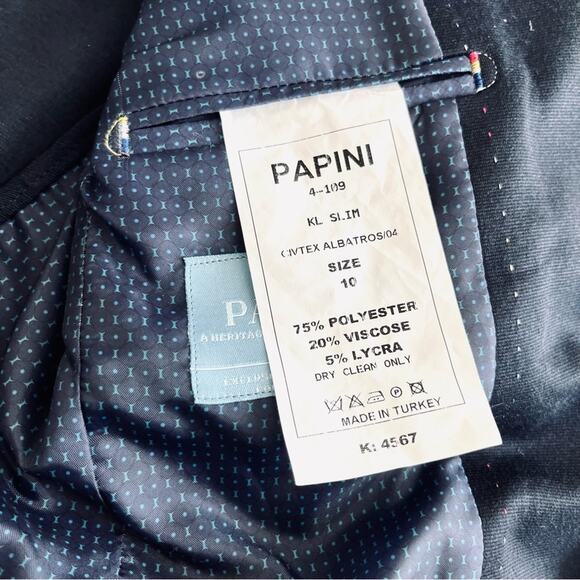 PAPINI
4-109
KL SLIM
CIVTEX ALBATROS/04
SIZE
10
75% POLYESTER
20% VISCOSE
5% LYCRA
DRY CLEAN ONLY
MADE IN TURKEY
K: 4567
PA
A HERITAG
EXCLUS